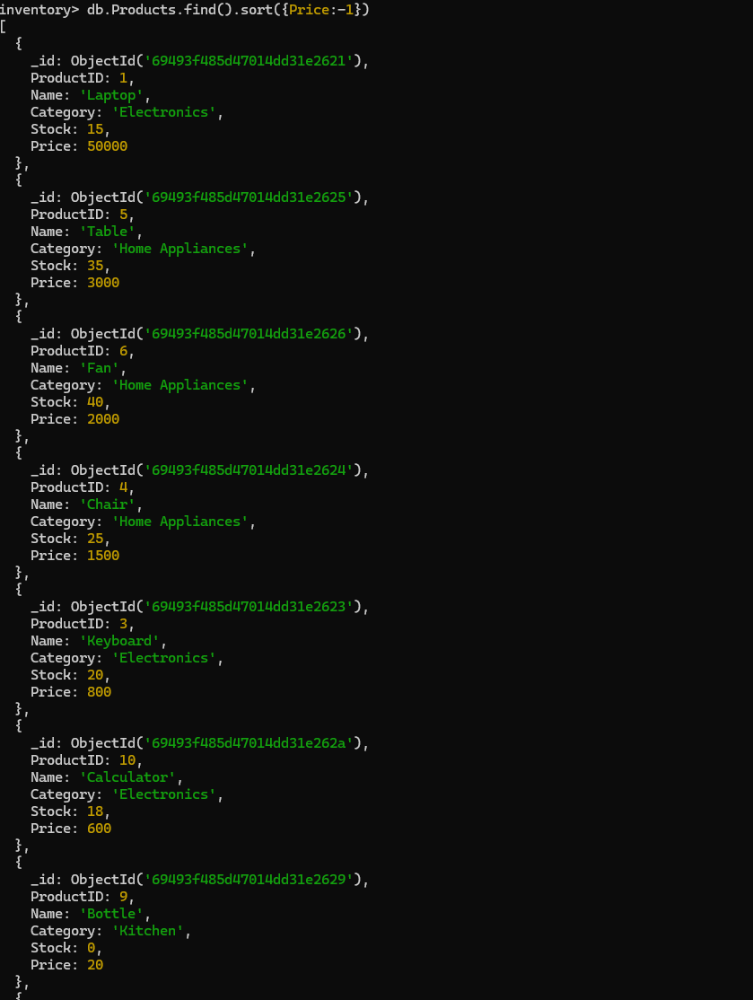 inventory> db.Products.find().sort({Price:-1})
[
  {
    _id: ObjectId('69493f485d47014dd31e2621'),
    ProductID: 1,
    Name: 'Laptop',
    Category: 'Electronics',
    Stock: 15,
    Price: 50000
  },
  {
    _id: ObjectId('69493f485d47014dd31e2625'),
    ProductID: 5,
    Name: 'Table',
    Category: 'Home Appliances',
    Stock: 35,
    Price: 3000
  },
  {
    _id: ObjectId('69493f485d47014dd31e2626'),
    ProductID: 6,
    Name: 'Fan',
    Category: 'Home Appliances',
    Stock: 40,
    Price: 2000
  },
  {
    _id: ObjectId('69493f485d47014dd31e2624'),
    ProductID: 4,
    Name: 'Chair',
    Category: 'Home Appliances',
    Stock: 25,
    Price: 1500
  },
  {
    _id: ObjectId('69493f485d47014dd31e2623'),
    ProductID: 3,
    Name: 'Keyboard',
    Category: 'Electronics',
    Stock: 20,
    Price: 800
  },
  {
    _id: ObjectId('69493f485d47014dd31e262a'),
    ProductID: 10,
    Name: 'Calculator',
    Category: 'Electronics',
    Stock: 18,
    Price: 600
  },
  {
    _id: ObjectId('69493f485d47014dd31e2629'),
    ProductID: 9,
    Name: 'Bottle',
    Category: 'Kitchen',
    Stock: 0,
    Price: 20
  },
  {